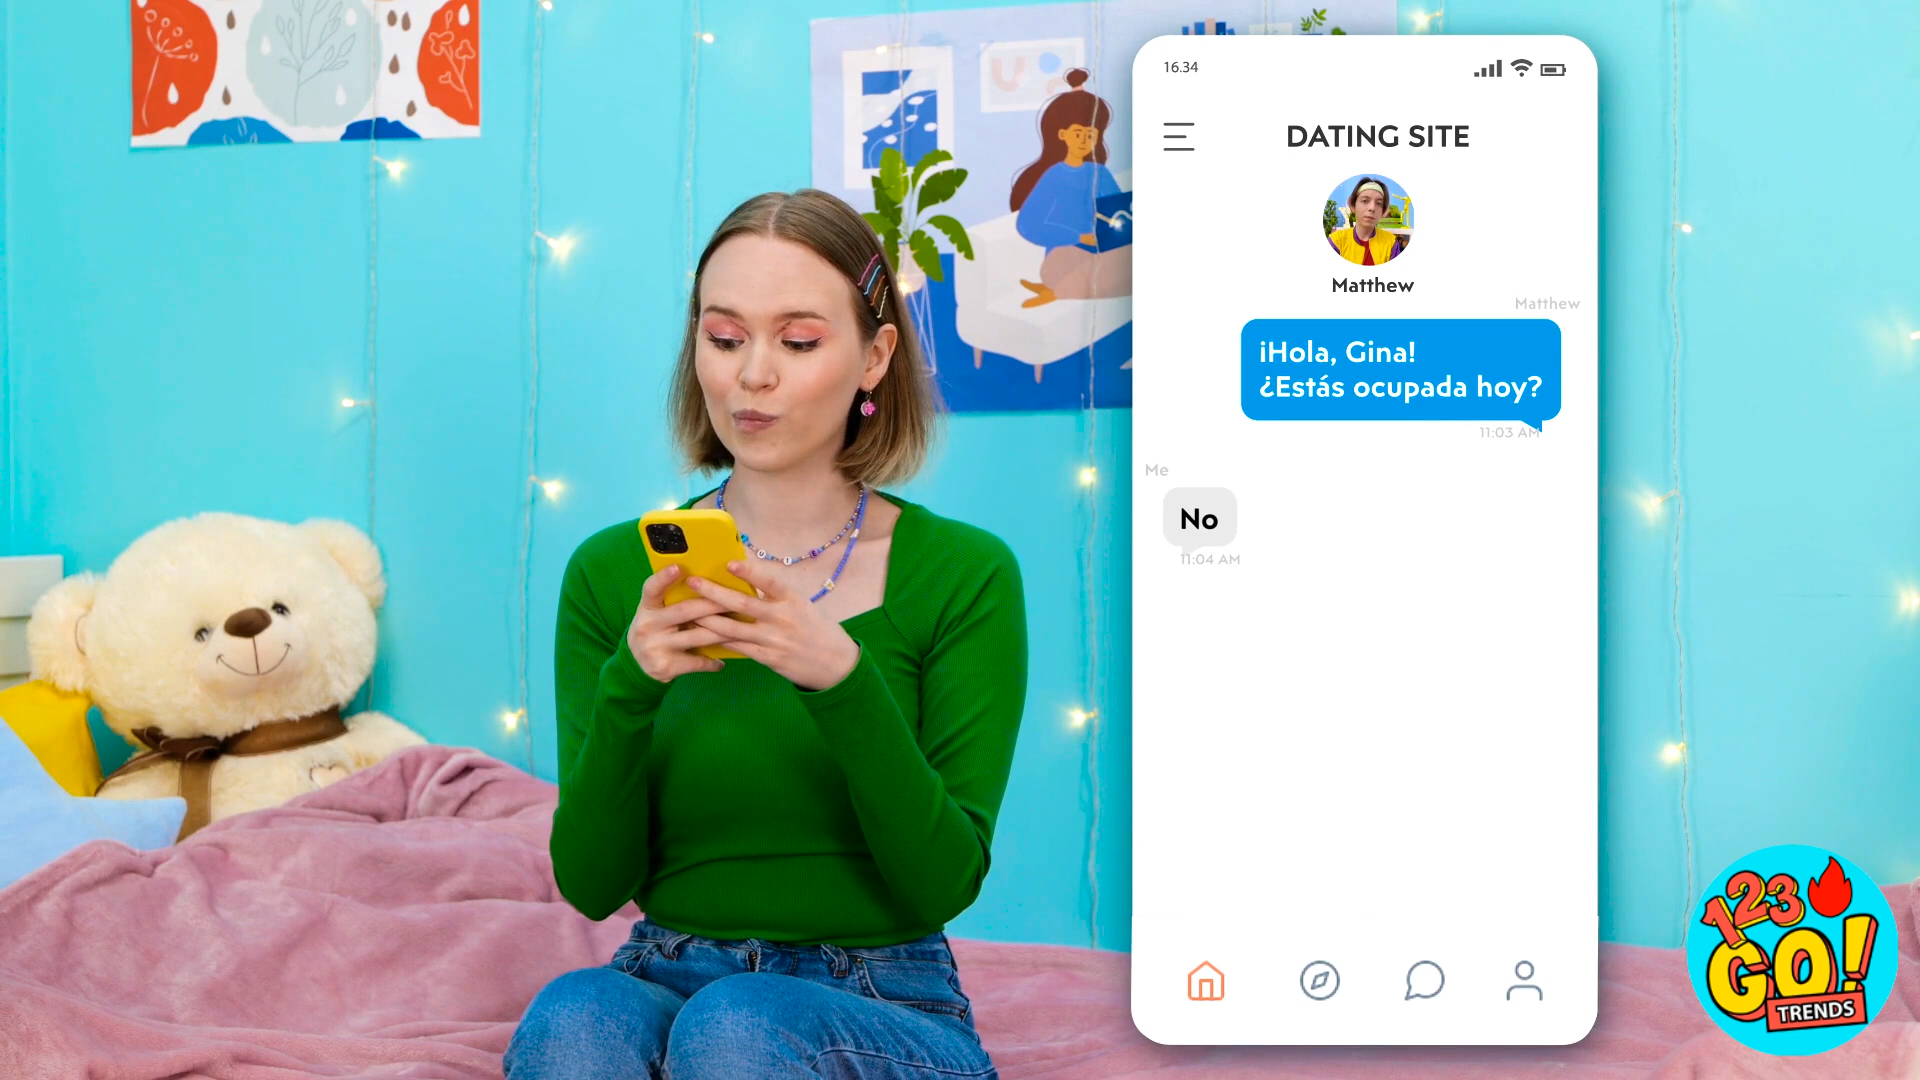 16.34
DATING SITE
Matthew
Matthew
¡Hola, Gina!
¿Estás ocupada hoy?
11:03 AM
Me
No
11:04 AM
123
GO!
TRENDS